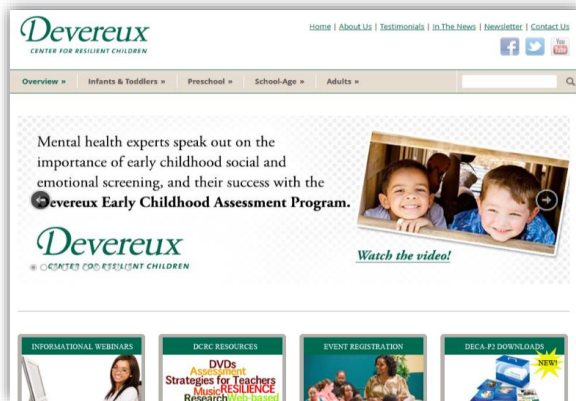 Devereux
CENTER FOR RESILIENT CHILDREN
Home | About Us | Testimonials | In The News | Newsletter | Contact Us
f
You Tube
Overview » Infants & Toddlers » Preschool » School-Age » Adults »
Mental health experts speak out on the
importance of early childhood social and
emotional screening, and their success with the
Devereux Early Childhood Assessment Program.
Devereux
CENTER FOR RESILIENT CHILDREN
Watch the video!
INFORMATIONAL WEBINARS
DCRC RESOURCES
EVENT REGISTRATION
DECA-P2 DOWNLOADS
NEW!
DVDs
Assessment
Strategies for Teachers
Music RESILIENCE
Research Web-based